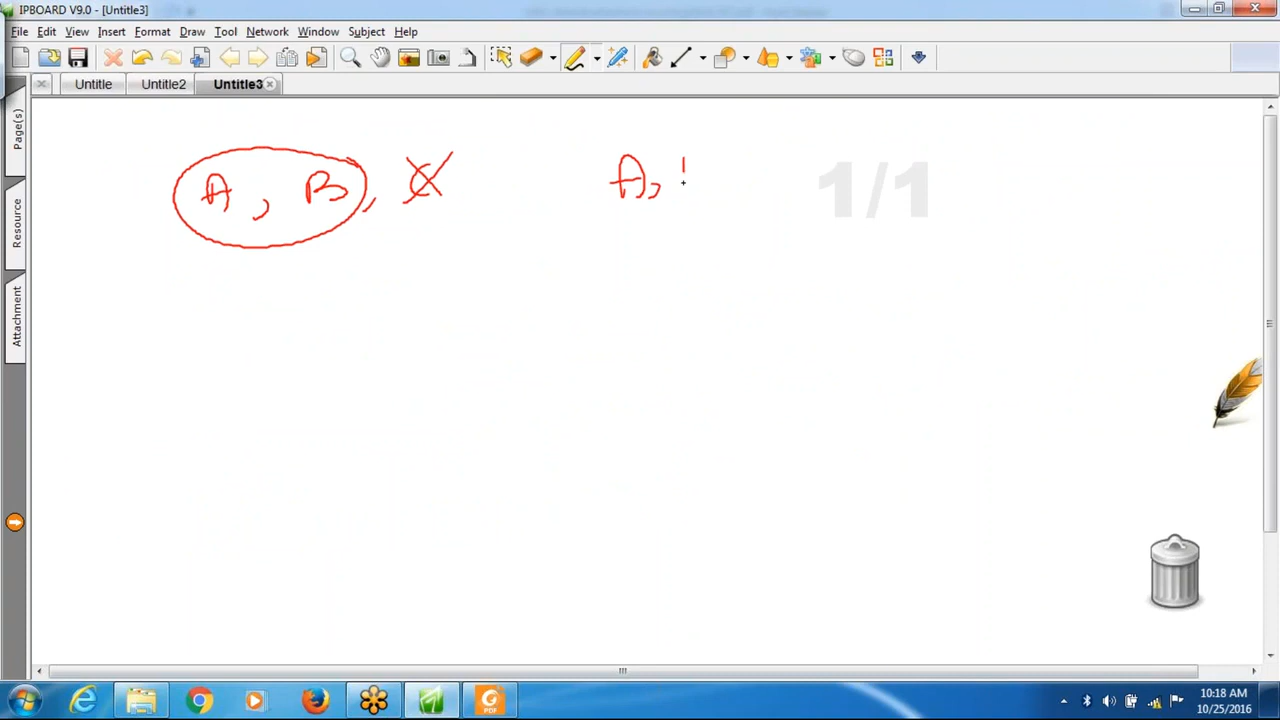 IPBOARD V9.0 - [Untitle3]
File Edit View Insert Format Draw Tool Network Window Subject Help
Untitle Untitle2 Untitle3
Page(s)
Resource
Attachment
A, B, C A,
1/1
PDF
10:18 AM
10/25/2016